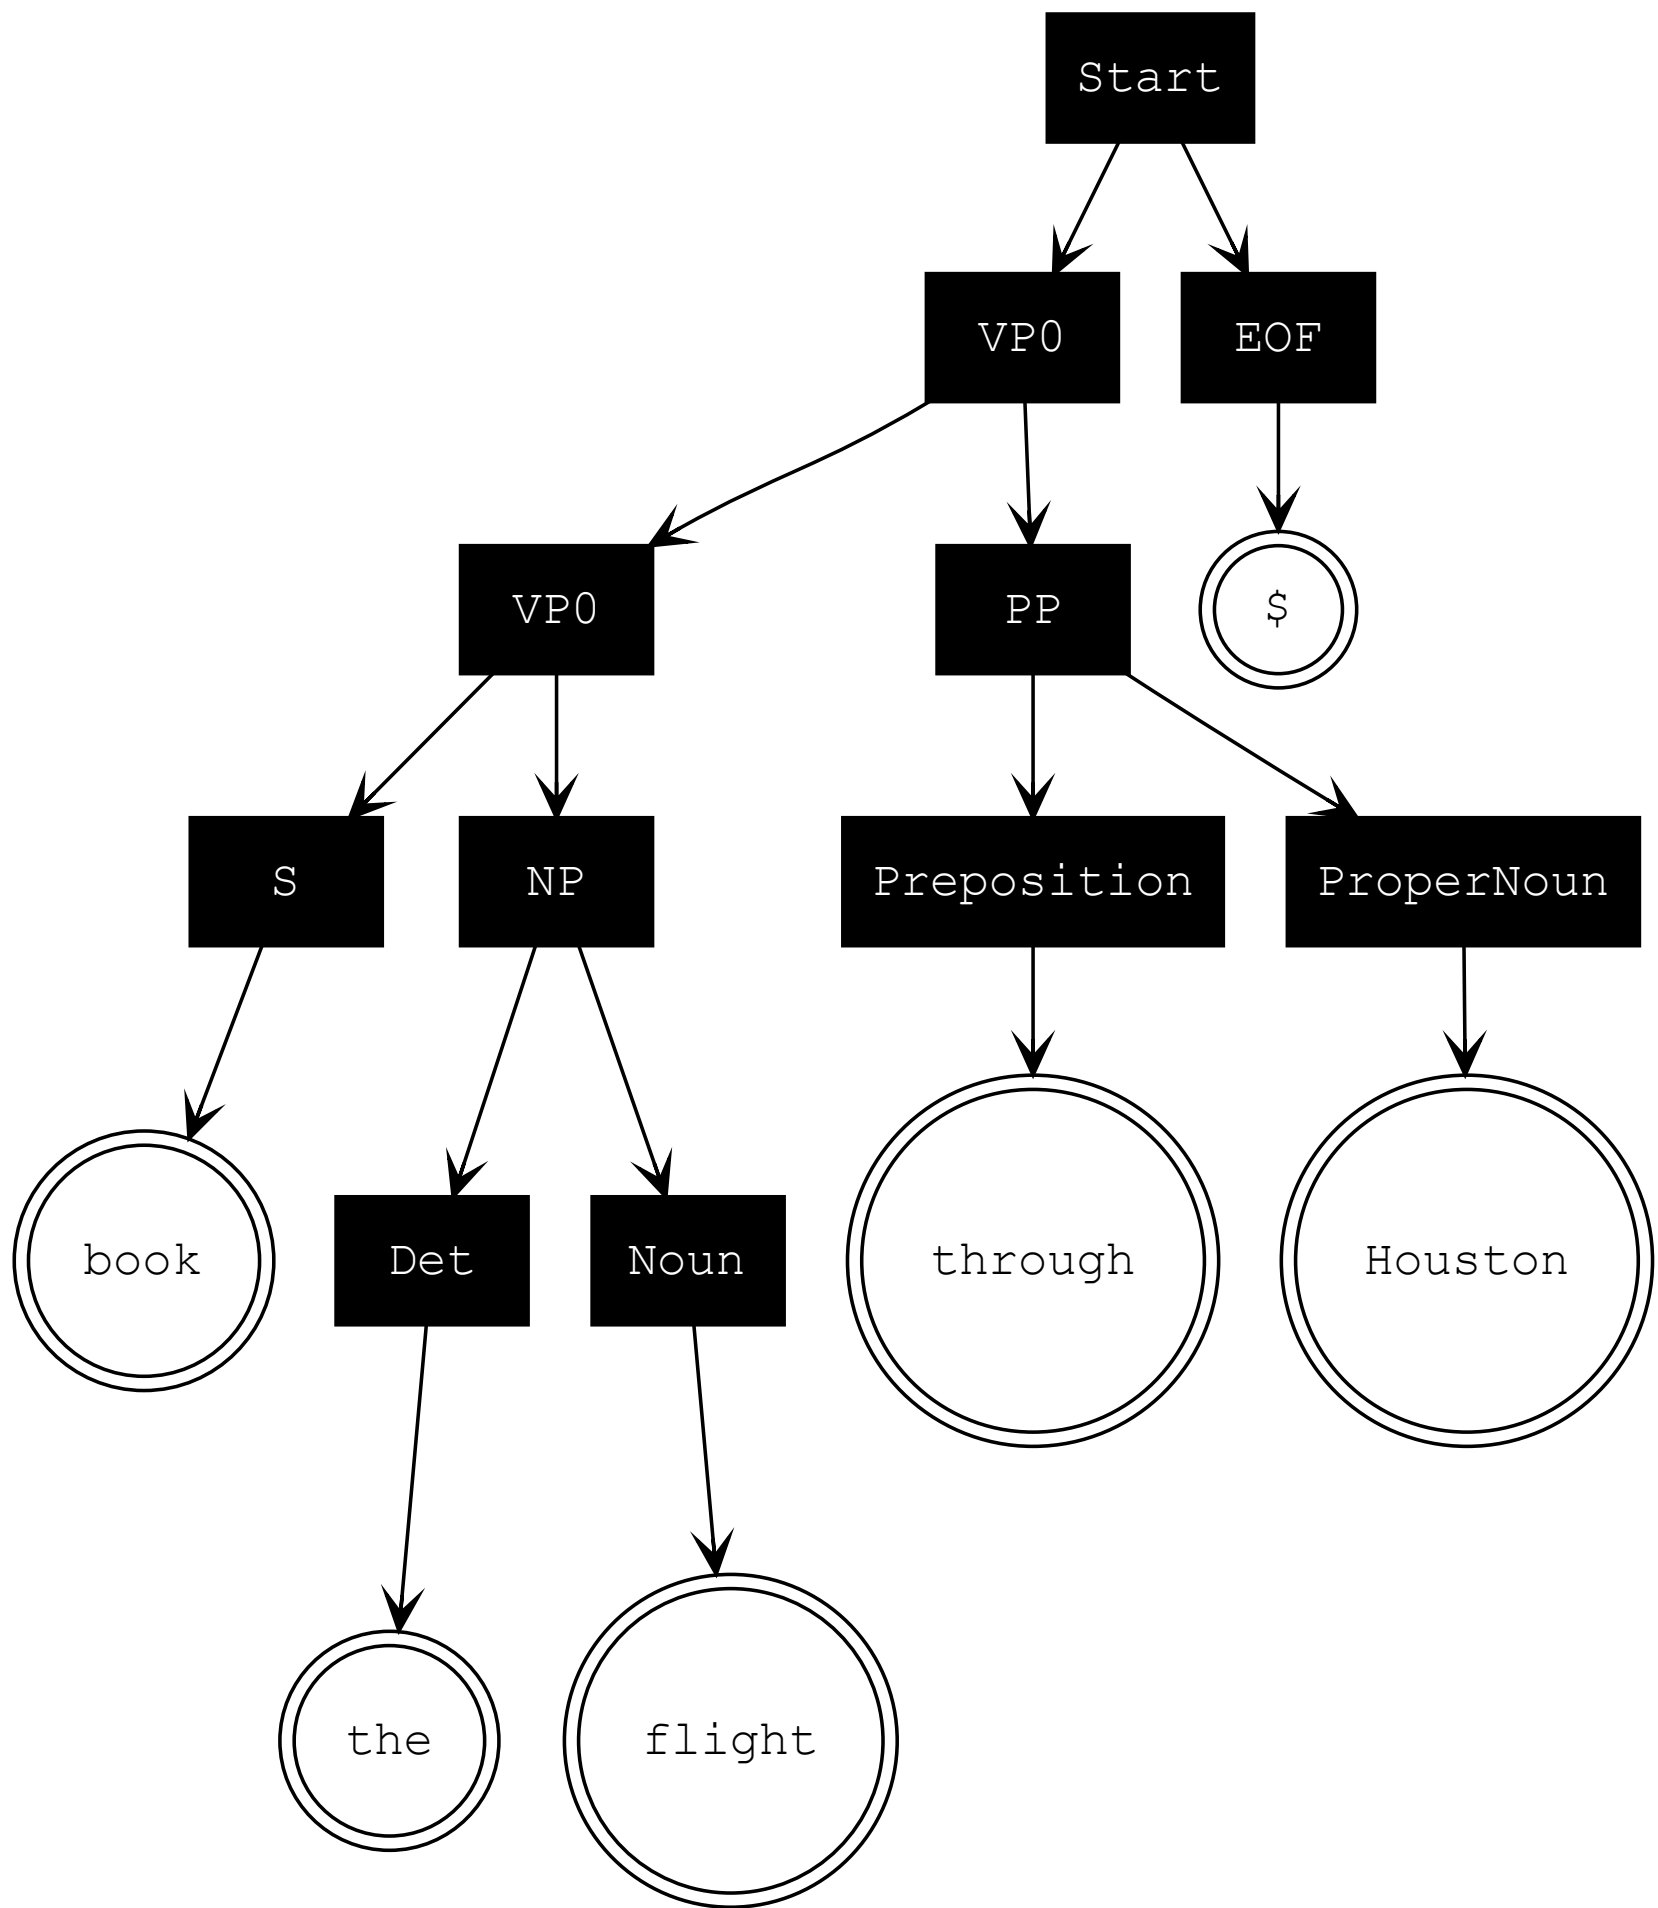 Start
VP0
EOF
VP0
PP
$
S
NP
Preposition
ProperNoun
book
Det
Noun
through
Houston
the
flight